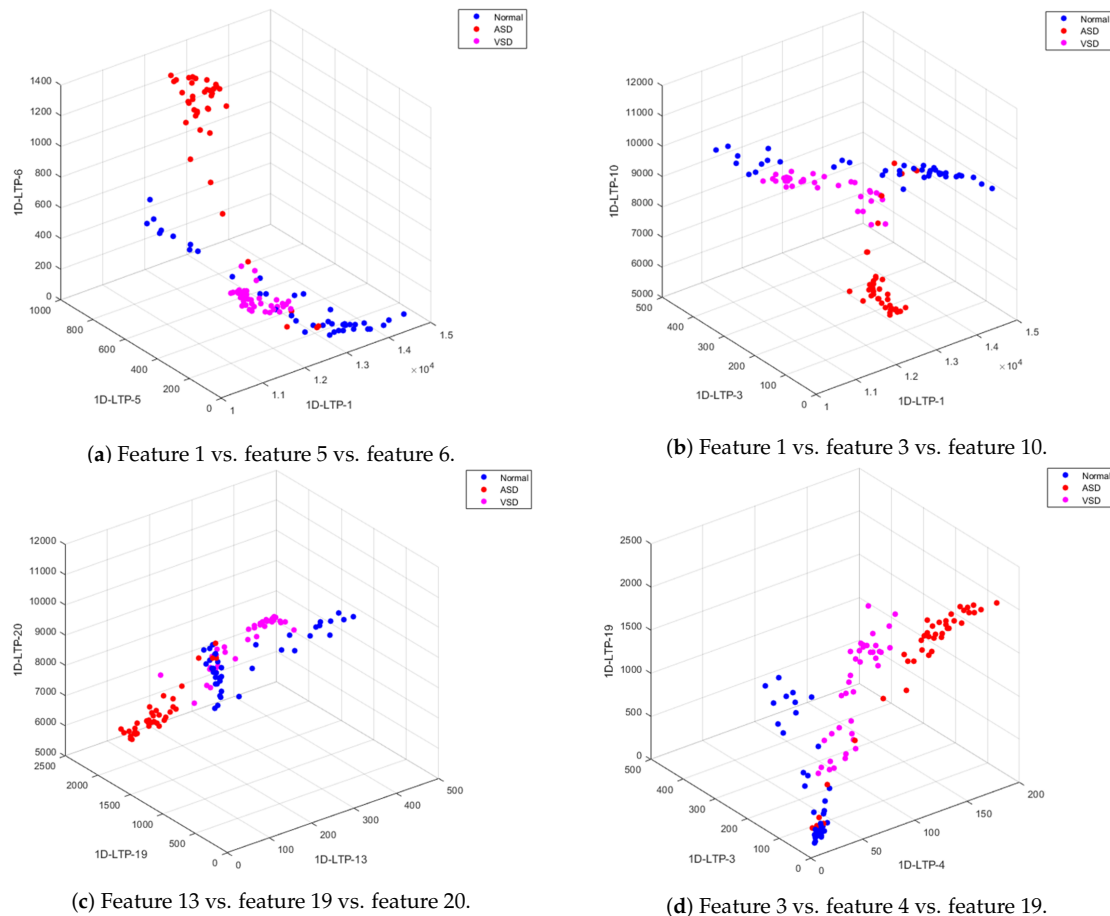 Normal
ASD
VSD
1400
1200
1000
800
600
400
200
0
1D-LTP-6
1000
800
600
400
200
0
1D-LTP-5
1
1.1
1.2
1.3
1.4
1.5
×10⁴
1D-LTP-1
(a) Feature 1 vs. feature 5 vs. feature 6.
Normal
ASD
VSD
12000
11000
10000
9000
8000
7000
6000
5000
1D-LTP-10
500
400
300
200
100
0
1D-LTP-3
1
1.1
1.2
1.3
1.4
1.5
×10⁴
1D-LTP-1
(b) Feature 1 vs. feature 3 vs. feature 10.
Normal
ASD
VSD
12000
11000
10000
9000
8000
7000
6000
5000
1D-LTP-20
2500
2000
1500
1000
500
0
1D-LTP-19
0
100
200
300
400
500
1D-LTP-13
(c) Feature 13 vs. feature 19 vs. feature 20.
Normal
ASD
VSD
2500
2000
1500
1000
500
0
1D-LTP-19
500
400
300
200
100
0
1D-LTP-3
0
50
100
150
200
1D-LTP-4
(d) Feature 3 vs. feature 4 vs. feature 19.